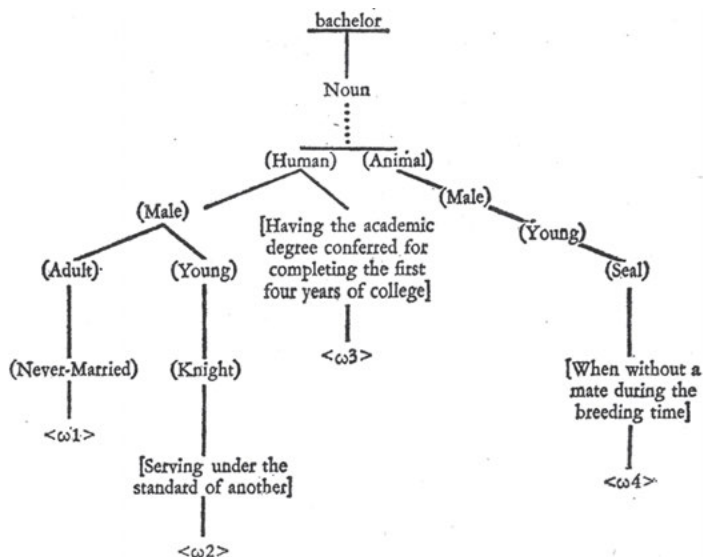 bachelor
Noun
(Human) (Animal)
(Male)
(Male)
[Having the academic
degree conferred for
completing the first
four years of college]
(Young)
(Adult)
(Young)
(Seal)
<ω3>
(Never-Married)
(Knight)
[When without a
mate during the
breeding time]
<ω1>
[Serving under the
standard of another]
<ω4>
<ω2>